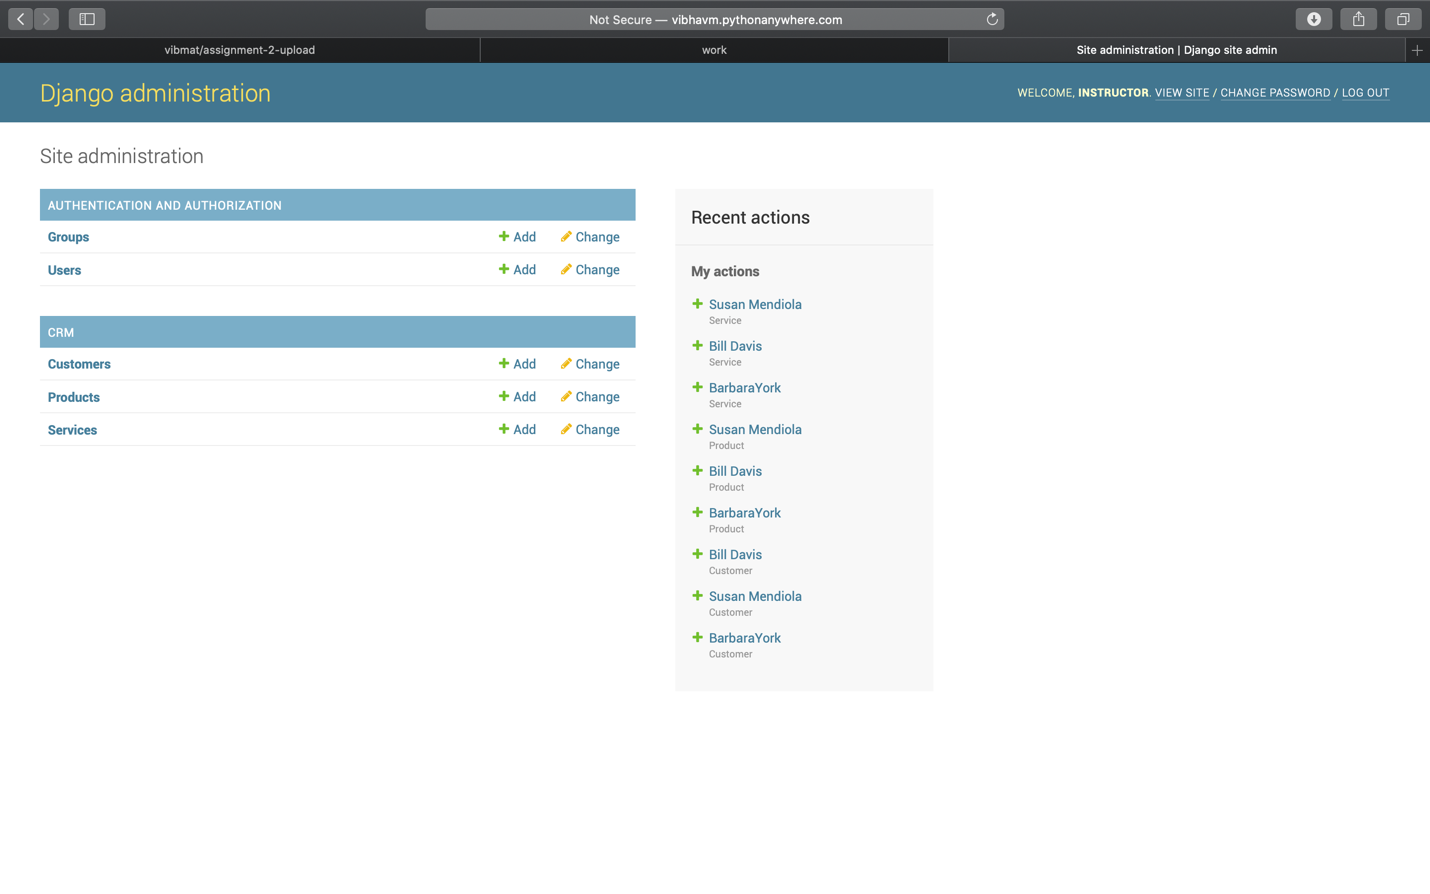 Not Secure — vibhavm.pythonanywhere.com
vibmat/assignment-2-upload
work
Site administration | Django site admin
Django administration
WELCOME, INSTRUCTOR. VIEW SITE / CHANGE PASSWORD / LOG OUT
Site administration
AUTHENTICATION AND AUTHORIZATION
Groups Add Change
Users Add Change
CRM
Customers Add Change
Products Add Change
Services Add Change
Recent actions
My actions
Susan Mendiola
Service
Bill Davis
Service
BarbaraYork
Service
Susan Mendiola
Product
Bill Davis
Product
BarbaraYork
Product
Bill Davis
Customer
Susan Mendiola
Customer
BarbaraYork
Customer